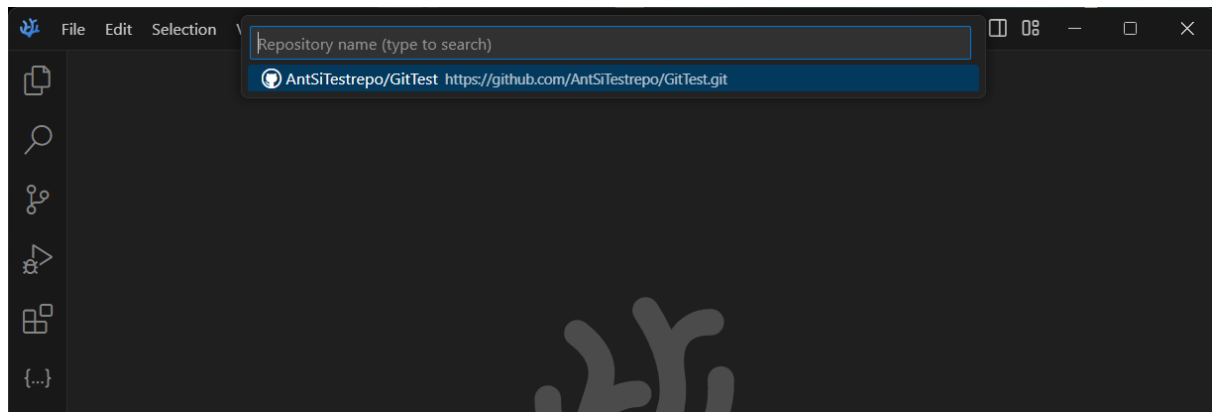 File Edit Selection
Repository name (type to search)
AntSiTestrepo/GitTest https://github.com/AntSiTestrepo/GitTest.git
{...}